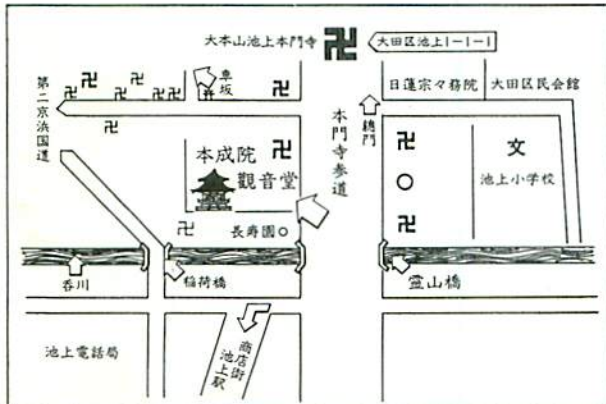 大本山池上本門寺
大田区池上1-1-1
第二京浜国道
車坂
日蓮宗々務院
大田区民会館
総門
本門寺参道
本成院
観音堂
文
池上小学校
長寿園
呑川
稲荷橋
霊山橋
池上電話局
商店街
池上駅